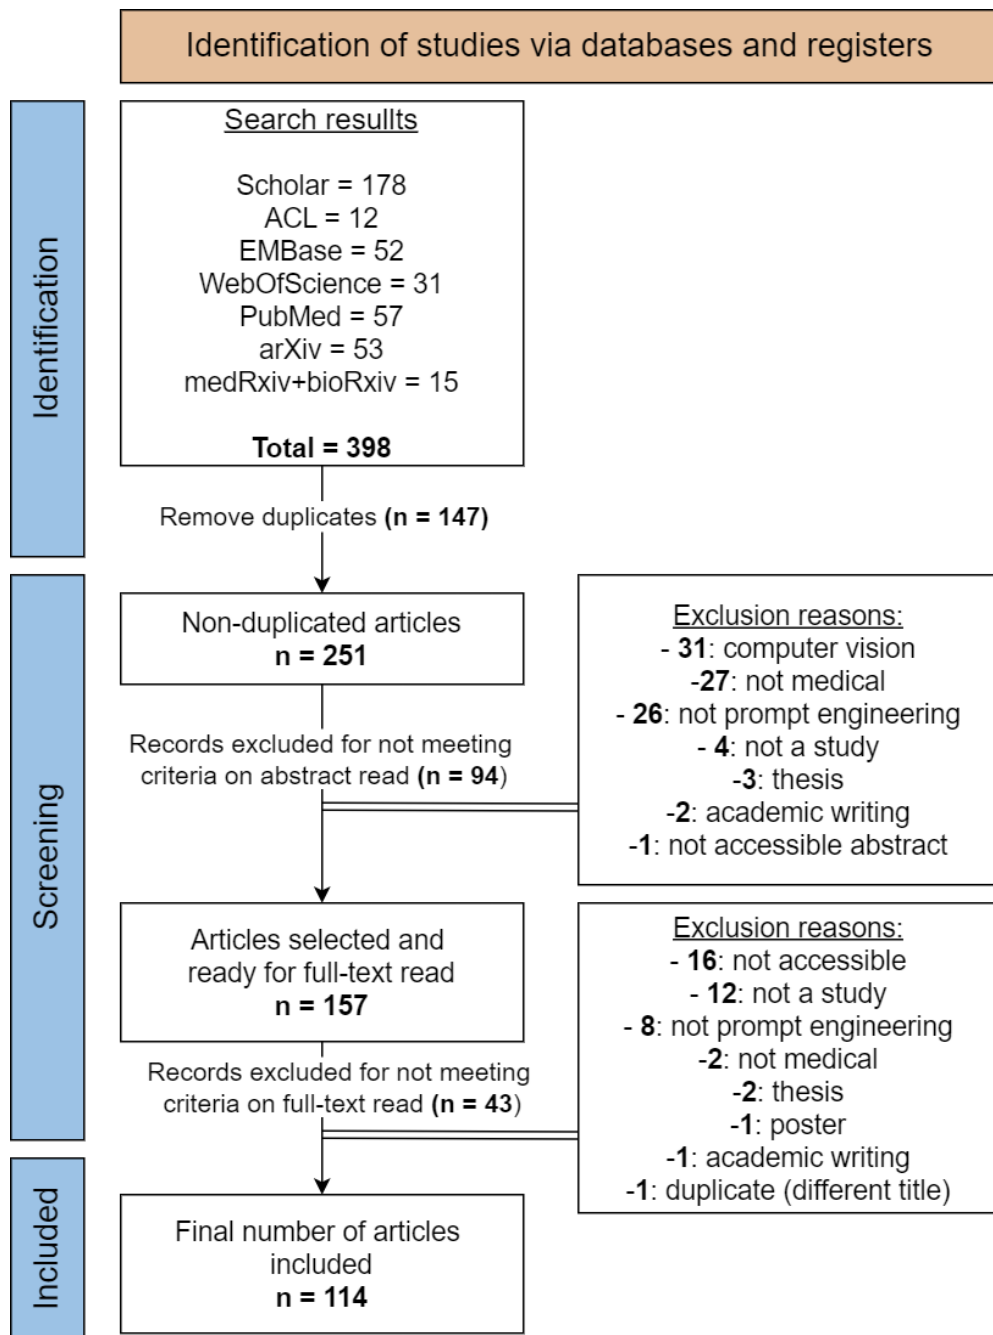 Identification of studies via databases and registers
Identification
Search resullts
Scholar = 178
ACL = 12
EMBase = 52
WebOfScience = 31
PubMed = 57
arXiv = 53
medRxiv+bioRxiv = 15
Total = 398
Remove duplicates (n = 147)
Screening
Non-duplicated articles
n = 251
Records excluded for not meeting
criteria on abstract read (n = 94)
Exclusion reasons:
- 31: computer vision
-27: not medical
- 26: not prompt engineering
- 4: not a study
-3: thesis
-2: academic writing
-1: not accessible abstract
Articles selected and
ready for full-text read
n = 157
Records excluded for not meeting
criteria on full-text read (n = 43)
Exclusion reasons:
- 16: not accessible
- 12: not a study
- 8: not prompt engineering
-2: not medical
-2: thesis
-1: poster
-1: academic writing
-1: duplicate (different title)
Included
Final number of articles
included
n = 114